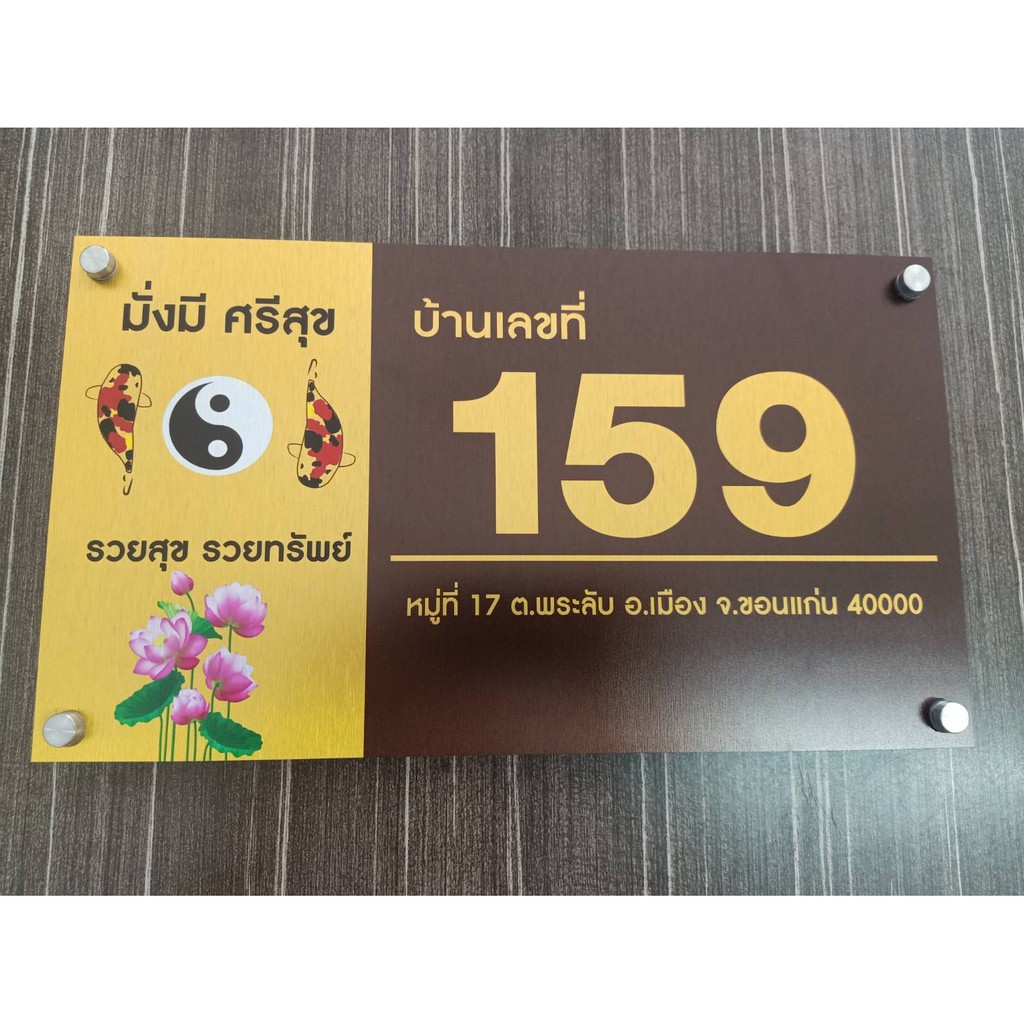 มั่งมี ศรีสุข
รวยสุข รวยทรัพย์
บ้านเลขที่
159
หมู่ที่ 17 ต.พระลับ อ.เมือง จ.ขอนแก่น 40000